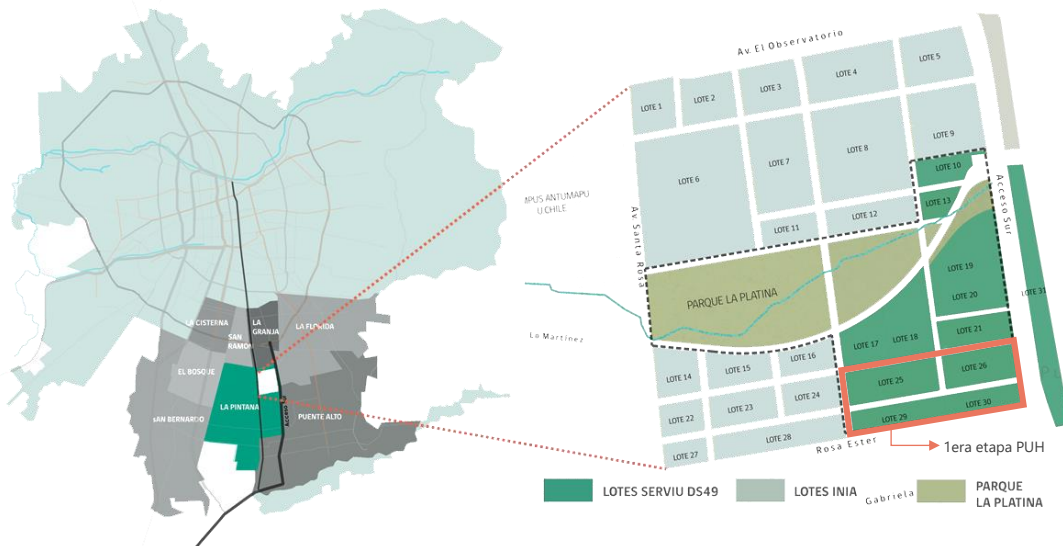 LA CISTERNA
LA
GRANJA
SAN
RAMON
LA FLORIDA
EL BOSQUE
LA PINTANA
SAN BERNARDO
PUENTE ALTO
Av. El Observatorio
LOTE 1
LOTE 2
LOTE 3
LOTE 4
LOTE 5
LOTE 6
LOTE 7
LOTE 8
LOTE 9
LOTE 10
LOTE 11
LOTE 12
LOTE 13
IPUS ANTUMAPU
U.CHILE
Av. Santa Rosa
Acceso Sur
PARQUE LA PLATINA
LOTE 19
LOTE 20
LOTE 31
LOTE 21
LOTE 17
LOTE 18
Lo Martínez
LOTE 14
LOTE 15
LOTE 16
LOTE 25
LOTE 26
LOTE 22
LOTE 23
LOTE 24
LOTE 29
LOTE 30
LOTE 27
LOTE 28
Rosa Ester
1era etapa PUH
LOTES SERVIU DS49
LOTES INIA
Gabriela
PARQUE
LA PLATINA